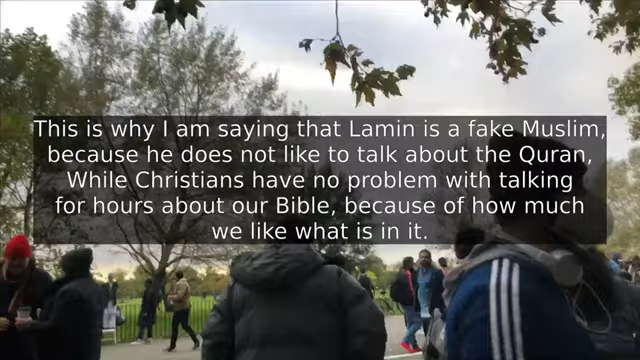 This is why I am saying that Lamin is a fake Muslim,
because he does not like to talk about the Quran,
While Christians have no problem with talking
for hours about our Bible, because of how much
we like what is in it.